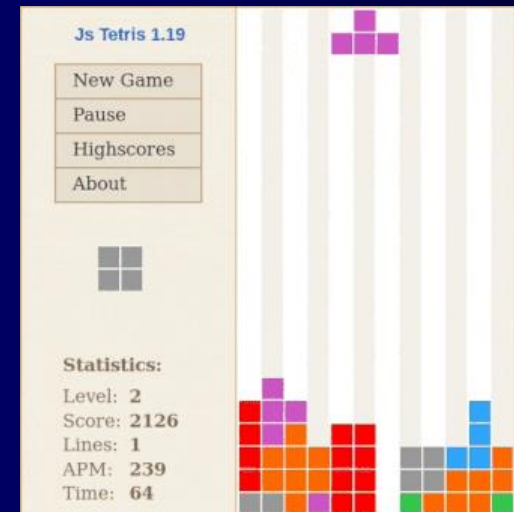 Js Tetris 1.19
New Game
Pause
Highscores
About
Statistics:
Level: 2
Score: 2126
Lines: 1
APM: 239
Time: 64